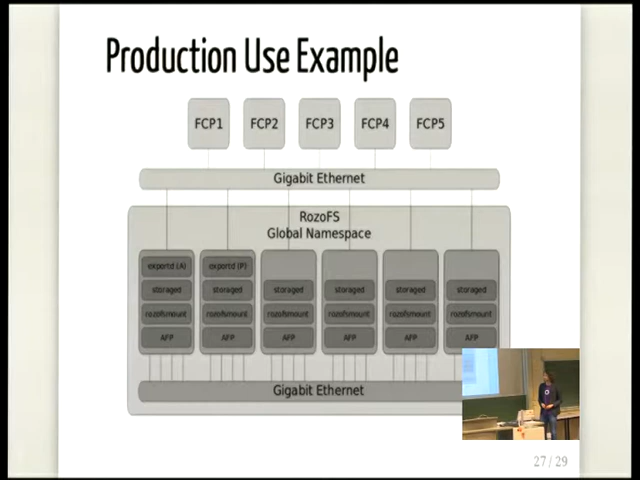 Production Use Example
FCP1 FCP2 FCP3 FCP4 FCP5
Gigabit Ethernet
RozoFS
Global Namespace
exportd (A) exportd (P)
storaged storaged storaged storaged storaged storaged
rozofsmount rozofsmount rozofsmount rozofsmount rozofsmount rozofsmount
AFP AFP AFP AFP AFP AFP
Gigabit Ethernet
27 / 29